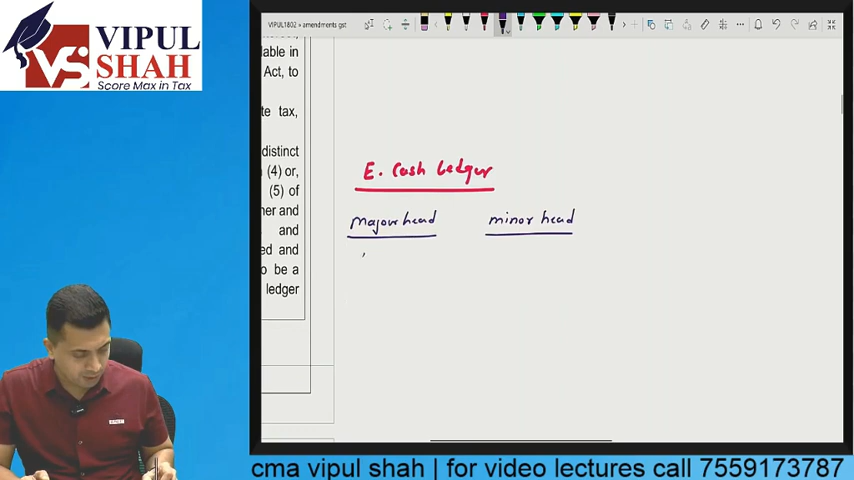 VIPUL
SHAH
Score Max in Tax
VS
VIPUL1802 + amendments gst
lable in
Act, to
te tax,
distinct
(4) or,
(5) of
her and
and
ed and
o be a
ledger
E. Cash Ledger
Major head
minor head
cma vipul shah | for video lectures call 7559173787